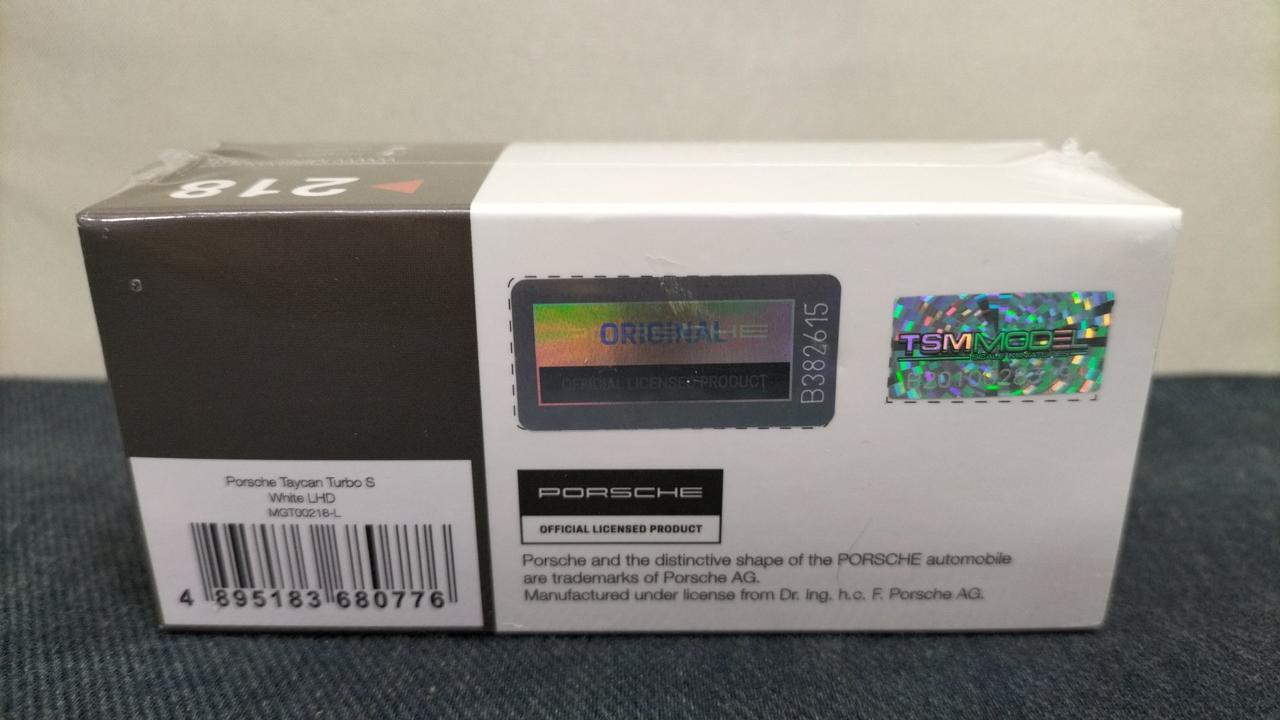 218
ORIGINAL
OFFICIAL LICENSED PRODUCT
B382615
TSMMODEL
Porsche Taycan Turbo S
White LHD
MGT00218-L
4 895183 680776
PORSCHE
OFFICIAL LICENSED PRODUCT
Porsche and the distinctive shape of the PORSCHE automobile
are trademarks of Porsche AG.
Manufactured under license from Dr. Ing. h.c. F. Porsche AG.